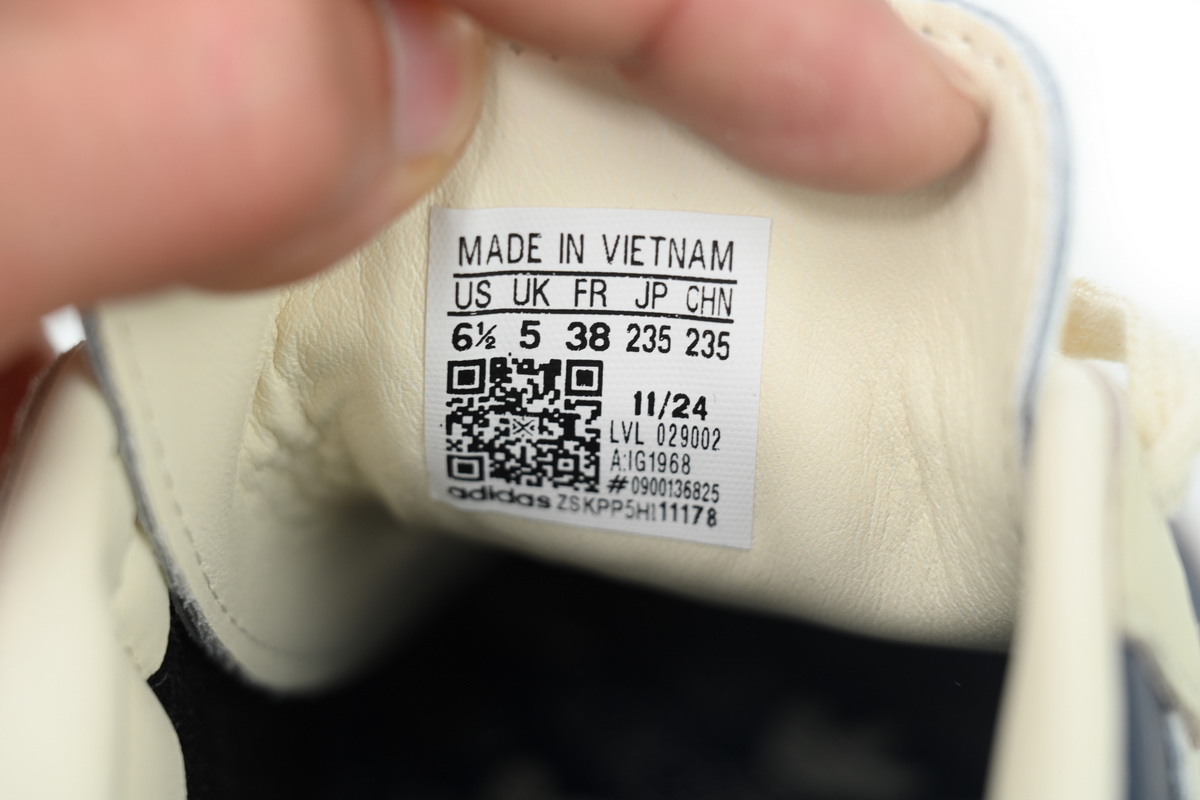 MADE IN VIETNAM
US UK FR JP CHN
6½ 5 38 235 235
11/24
LVL 029002
A:IG1968
# 0900136825
adidas ZSKPP5H111178